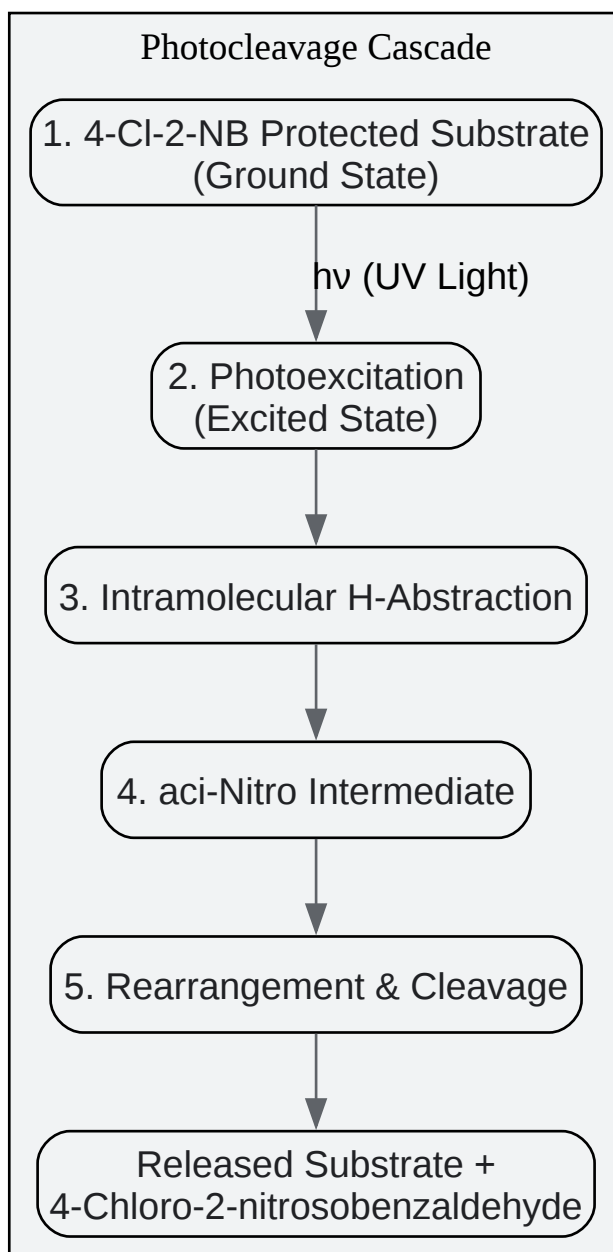 Photocleavage Cascade
1. 4-Cl-2-NB Protected Substrate
(Ground State)
hν (UV Light)
2. Photoexcitation
(Excited State)
3. Intramolecular H-Abstraction
4. aci-Nitro Intermediate
5. Rearrangement & Cleavage
Released Substrate +
4-Chloro-2-nitrosobenzaldehyde